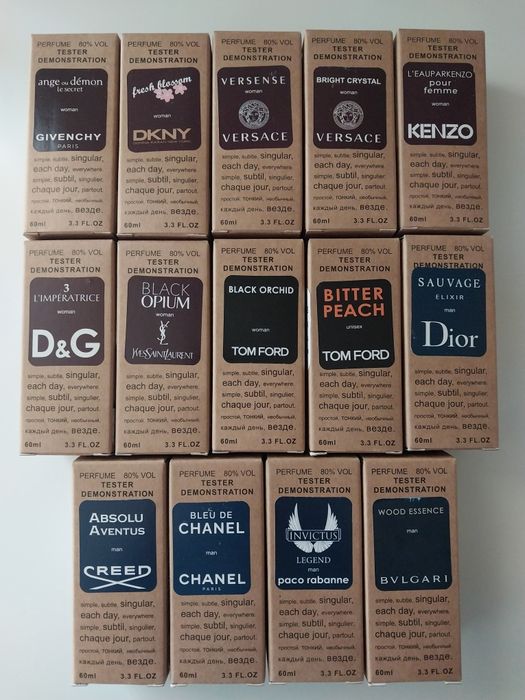 PERFUME 80% VOL
TESTER
DEMONSTRATION
ange ou démon
le secret
woman
GIVENCHY
PARIS
simple, subtle, singular,
each day, everywhere.
simple, subtil, singulier,
chaque jour, partout.
простой, тонкий, необычный,
каждый день, везде.
60ml 3.3 FL.OZ
PERFUME 80% VOL
TESTER
DEMONSTRATION
fresh blossom
woman
DKNY
DONNA KARAN NEW YORK
simple, subtle, singular,
each day, everywhere.
simple, subtil, singulier,
chaque jour, partout.
простой, тонкий, необычный,
каждый день, везде.
60ml 3.3 FL.OZ
PERFUME 80% VOL
TESTER
DEMONSTRATION
VERSENSE
woman
VERSACE
simple, subtle, singular,
each day, everywhere.
simple, subtil, singulier,
chaque jour, partout.
простой, тонкий, необычный,
каждый день, везде.
60ml 3.3 FL.OZ
PERFUME 80% VOL
TESTER
DEMONSTRATION
BRIGHT CRYSTAL
woman
VERSACE
simple, subtle, singular,
each day, everywhere.
simple, subtil, singulier,
chaque jour, partout.
простой, тонкий, необычный,
каждый день, везде.
60ml 3.3 FL.OZ
PERFUME 80% VOL
TESTER
DEMONSTRATION
L'EAUPARKENZO
pour
femme
woman
KENZO
simple, subtle, singular,
each day, everywhere.
simple, subtil, singulier,
chaque jour, partout.
простой, тонкий, необычный,
каждый день, везде.
60ml 3.3 FL.OZ
PERFUME 80% VOL
TESTER
DEMONSTRATION
3
L'IMPÉRATRICE
woman
D&G
simple, subtle, singular,
each day, everywhere.
simple, subtil, singulier,
chaque jour, partout.
простой, тонкий, необычный,
каждый день, везде.
60ml 3.3 FL.OZ
PERFUME 80% VOL
TESTER
DEMONSTRATION
BLACK
OPIUM
woman
YSL
YVESSAINTLAURENT
simple, subtle, singular,
each day, everywhere.
simple, subtil, singulier,
chaque jour, partout.
простой, тонкий, необычный,
каждый день, везде.
60ml 3.3 FL.OZ
PERFUME 80% VOL
TESTER
DEMONSTRATION
BLACK ORCHID
woman
TOM FORD
simple, subtle, singular,
each day, everywhere.
simple, subtil, singulier,
chaque jour, partout.
простой, тонкий, необычный,
каждый день, везде.
60ml 3.3 FL.OZ
PERFUME 80% VOL
TESTER
DEMONSTRATION
BITTER
PEACH
unisex
TOM FORD
simple, subtle, singular,
each day, everywhere.
simple, subtil, singulier,
chaque jour, partout.
простой, тонкий, необычный,
каждый день, везде.
60ml 3.3 FL.OZ
PERFUME 80% VOL
TESTER
DEMONSTRATION
SAUVAGE
ELIXIR
man
Dior
simple, subtle, singular,
each day, everywhere.
simple, subtil, singulier,
chaque jour, partout.
простой, тонкий, необычный,
каждый день, везде.
60ml 3.3 FL.OZ
PERFUME 80% VOL
TESTER
DEMONSTRATION
ABSOLU
AVENTUS
man
CREED
simple, subtle, singular,
each day, everywhere.
simple, subtil, singulier,
chaque jour, partout.
простой, тонкий, необычный,
каждый день, везде.
60ml 3.3 FL.OZ
PERFUME 80% VOL
TESTER
DEMONSTRATION
BLEU DE
CHANEL
man
CHANEL
PARIS
simple, subtle, singular,
each day, everywhere.
simple, subtil, singulier,
chaque jour, partout.
простой, тонкий, необычный,
каждый день, везде.
60ml 3.3 FL.OZ
PERFUME 80% VOL
TESTER
DEMONSTRATION
INVICTUS
LEGEND
man
paco rabanne
simple, subtle, singular,
each day, everywhere.
simple, subtil, singulier,
chaque jour, partout.
простой, тонкий, необычный,
каждый день, везде.
60ml 3.3 FL.OZ
PERFUME 80% VOL
TESTER
DEMONSTRATION
WOOD ESSENCE
man
BVLGARI
simple, subtle, singular,
each day, everywhere.
simple, subtil, singulier,
chaque jour, partout.
простой, тонкий, необычный,
каждый день, везде.
60ml 3.3 FL.OZ